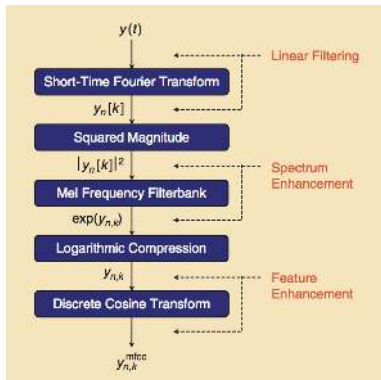 y(t)
Linear Filtering
Short-Time Fourier Transform
yₙ[k]
Squared Magnitude
|yₙ[k]|²
Spectrum
Enhancement
Mel Frequency Filterbank
exp(yₙ,ₖ)
Logarithmic Compression
yₙ,ₖ
Feature
Enhancement
Discrete Cosine Transform
yₙ,ₖᵐᶠᶜᶜ